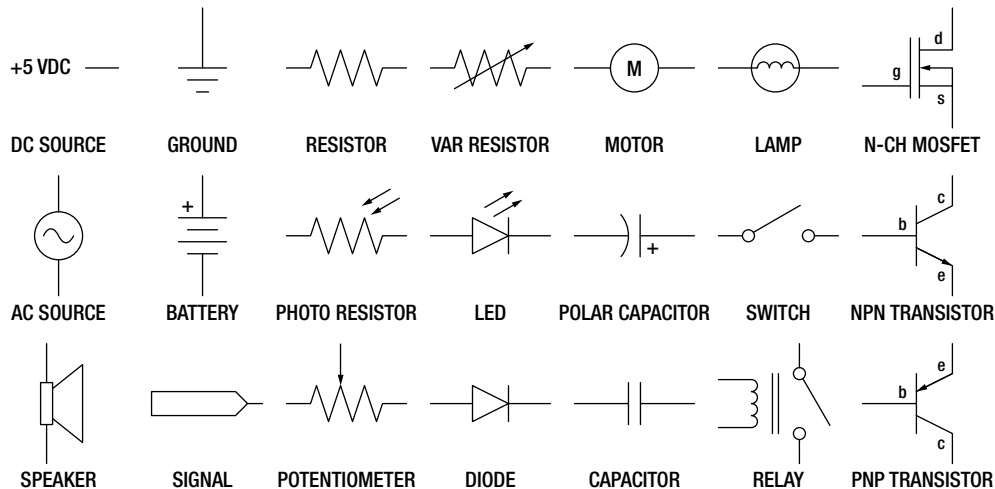 +5 VDC
M
d
g
s
DC SOURCE GROUND RESISTOR VAR RESISTOR MOTOR LAMP N-CH MOSFET
+
c
b
+
e
AC SOURCE BATTERY PHOTO RESISTOR LED POLAR CAPACITOR SWITCH NPN TRANSISTOR
e
b
c
SPEAKER SIGNAL POTENTIOMETER DIODE CAPACITOR RELAY PNP TRANSISTOR